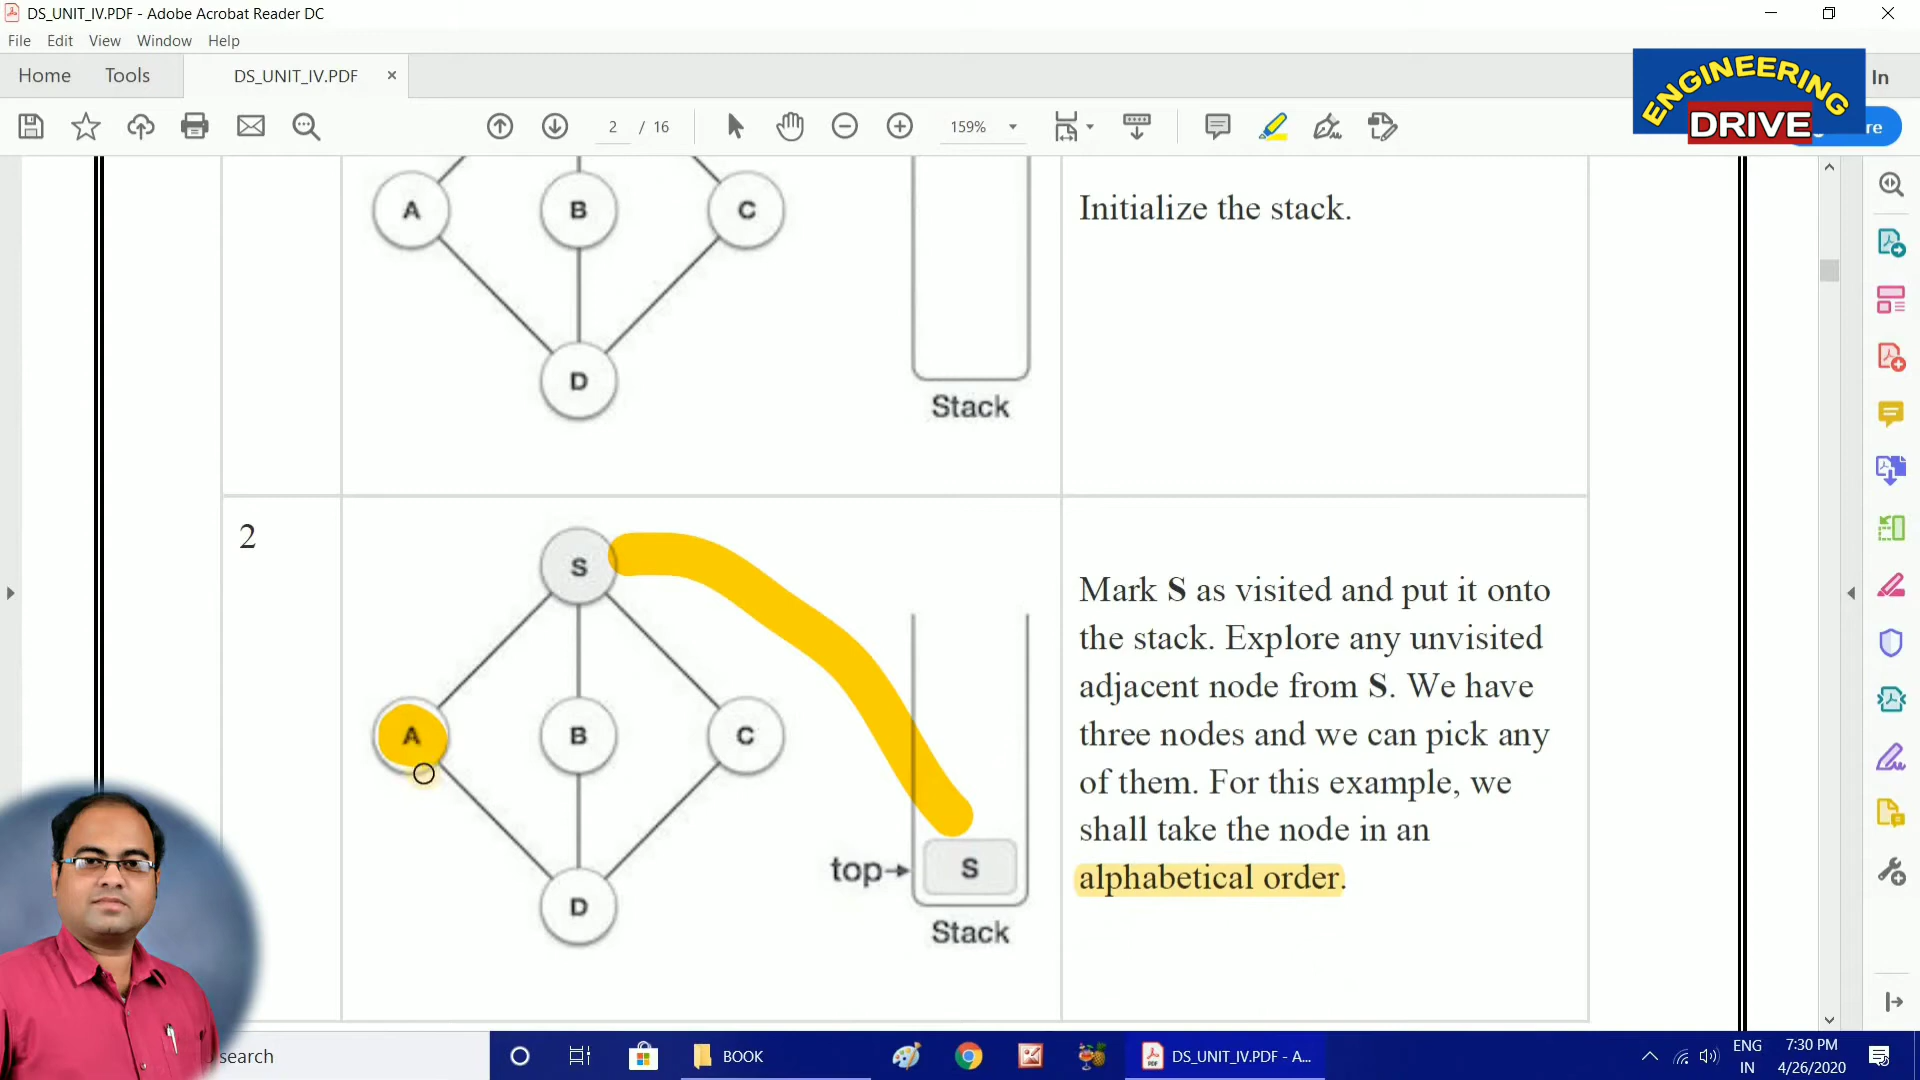 DS_UNIT_IV.PDF - Adobe Acrobat Reader DC
File Edit View Window Help
Home Tools DS_UNIT_IV.PDF × In
ENGINEERING
DRIVE
2 / 16 159% re
A B C
D
Stack
Initialize the stack.
2
S
A B C
D
top
S
Stack
Mark S as visited and put it onto
the stack. Explore any unvisited
adjacent node from S. We have
three nodes and we can pick any
of them. For this example, we
shall take the node in an
alphabetical order.
search
BOOK
DS_UNIT_IV.PDF - A...
ENG
IN
7:30 PM
4/26/2020